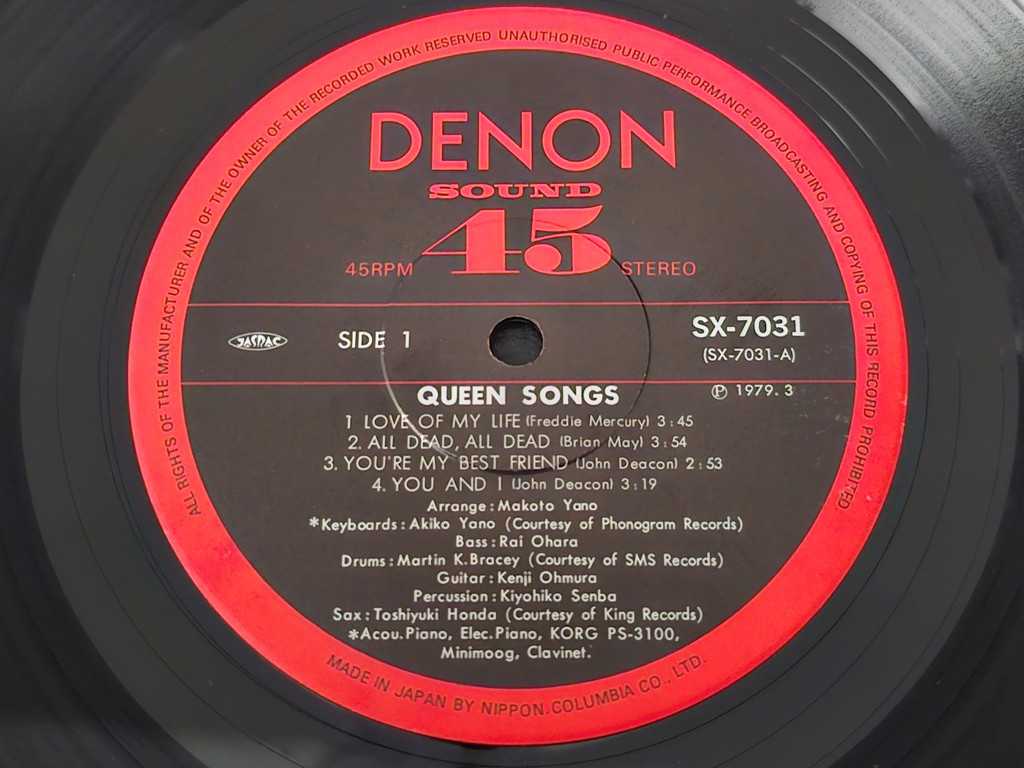 ALL RIGHTS OF THE MANUFACTURER AND OF THE OWNER OF THE RECORDED WORK RESERVED UNAUTHORISED PUBLIC PERFORMANCE BROADCASTING AND COPYING OF THIS RECORD PROHIBITED
DENON
SOUND
45
45RPM STEREO
JASRAC SIDE 1 SX-7031
(SX-7031-A)
℗ 1979.3
QUEEN SONGS
1 LOVE OF MY LIFE (Freddie Mercury) 3:45
2. ALL DEAD, ALL DEAD (Brian May) 3:54
3. YOU'RE MY BEST FRIEND (John Deacon) 2:53
4. YOU AND I (John Deacon) 3:19
Arrange: Makoto Yano
*Keyboards: Akiko Yano (Courtesy of Phonogram Records)
Bass: Rai Ohara
Drums: Martin K. Bracey (Courtesy of SMS Records)
Guitar: Kenji Ohmura
Percussion: Kiyohiko Senba
Sax: Toshiyuki Honda (Courtesy of King Records)
*Acou.Piano, Elec.Piano, KORG PS-3100,
Minimoog, Clavinet.
MADE IN JAPAN BY NIPPON.COLUMBIA CO., LTD.